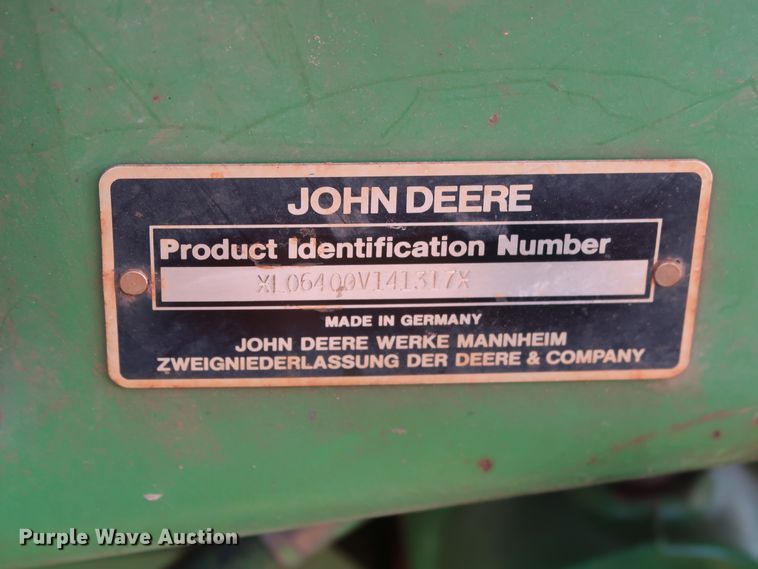 JOHN DEERE
Product Identification Number
XL06400V141317X
MADE IN GERMANY
JOHN DEERE WERKE MANNHEIM
ZWEIGNIEDERLASSUNG DER DEERE & COMPANY
Purple Wave Auction